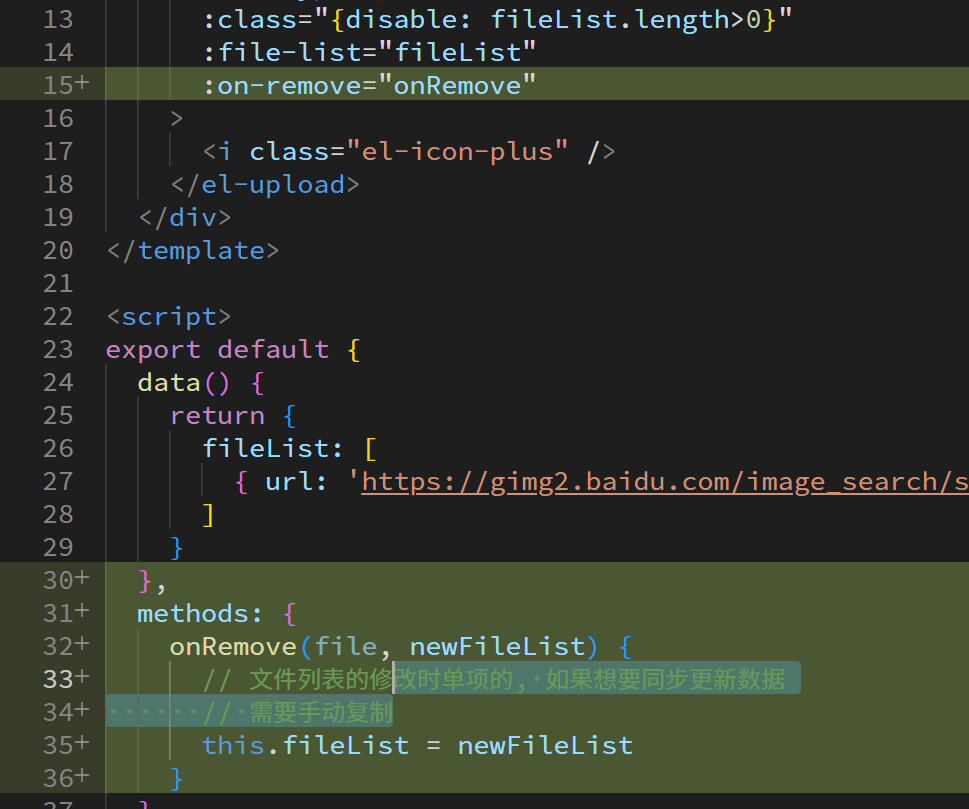 13 :class="{disable: fileList.length>0}"
14 :file-list="fileList"
15+ :on-remove="onRemove"
16 >
17 <i class="el-icon-plus" />
18 </el-upload>
19 </div>
20 </template>
21
22 <script>
23 export default {
24 data() {
25 return {
26 fileList: [
27 { url: 'https://gimg2.baidu.com/image_search/s
28 ]
29 }
30+ },
31+ methods: {
32+ onRemove(file, newFileList) {
33+ // 文件列表的修改时单项的, 如果想要同步更新数据
34+ // 需要手动复制
35+ this.fileList = newFileList
36+ }
37 }